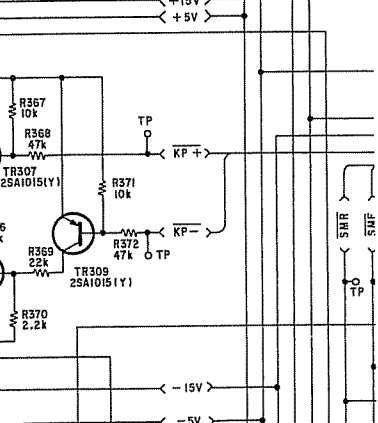 +15V
+5V
R367
10k
R368
47k
TP
KP+
TR307
2SA1015(Y)
R371
10k
KP-
R372
47k
TP
R369
22k
TR309
2SA1015(Y)
SMR
SMF
TP
R370
2.2k
-15V
-5V